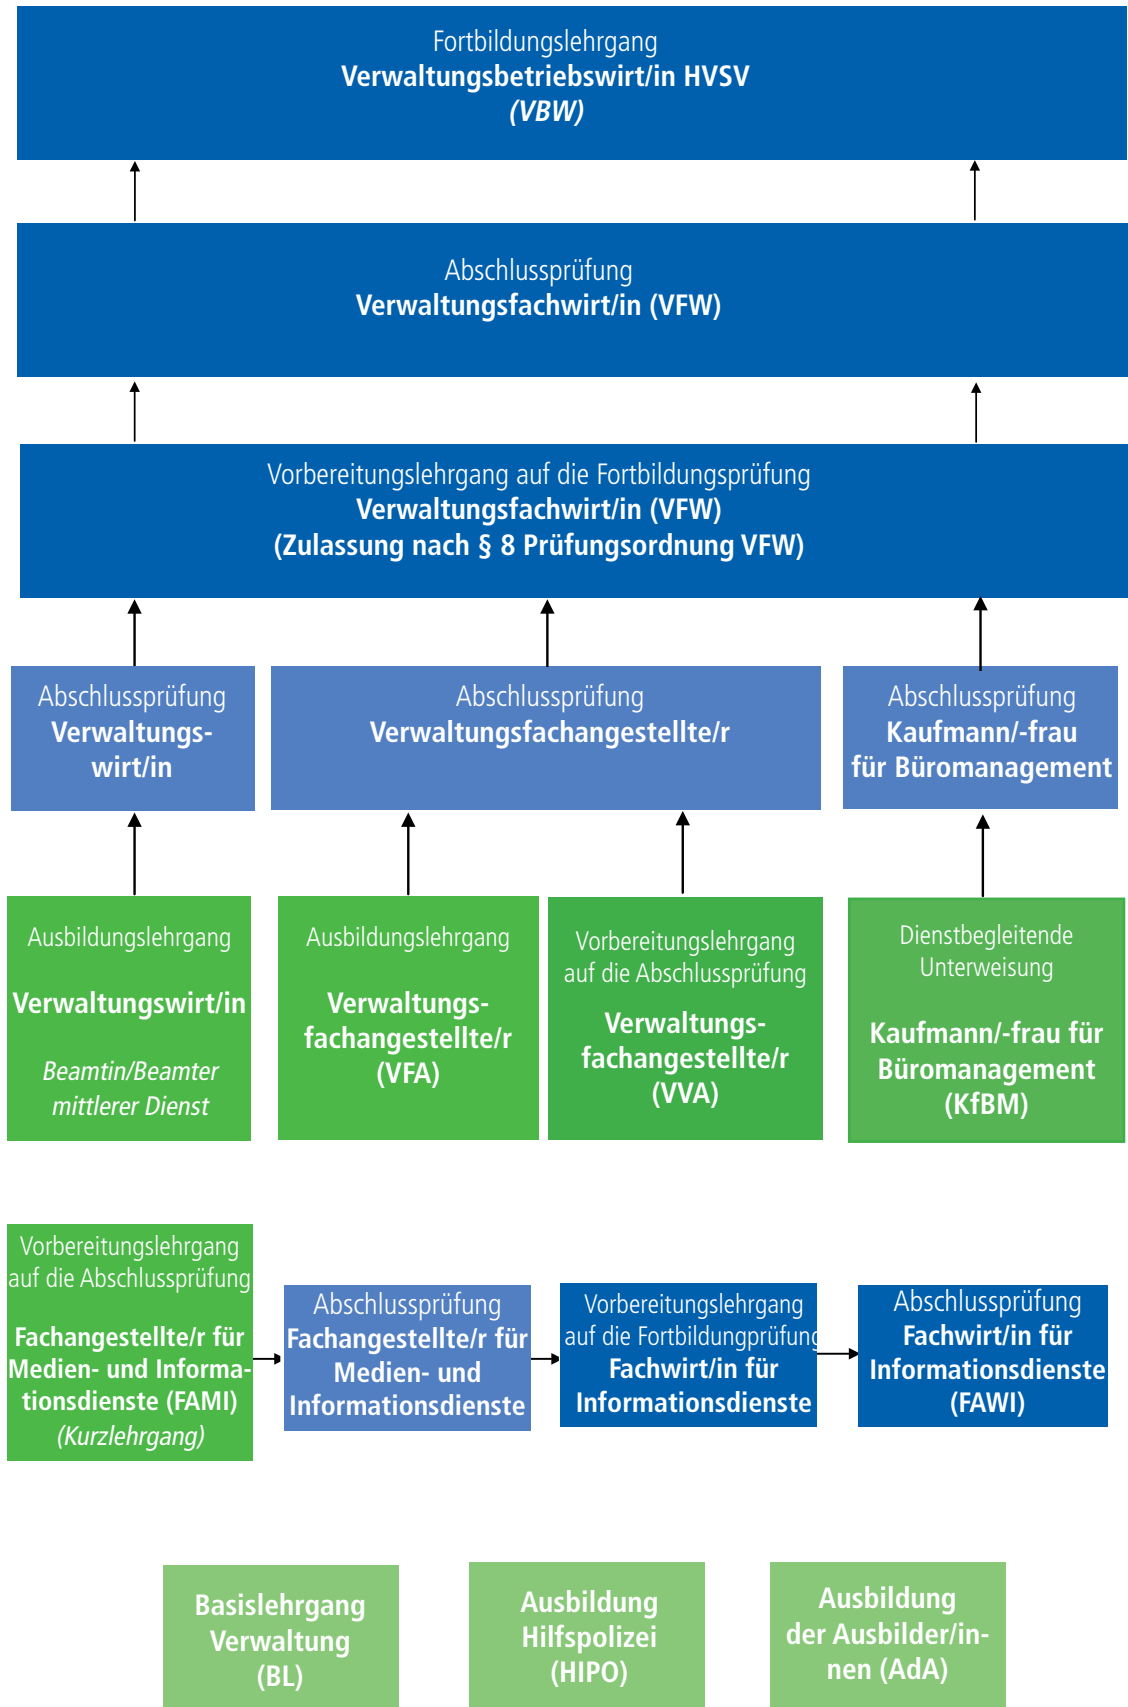 Fortbildungslehrgang
Verwaltungsbetriebswirt/in HVSV
(VBW)
Abschlussprüfung
Verwaltungsfachwirt/in (VFW)
Vorbereitungslehrgang auf die Fortbildungsprüfung
Verwaltungsfachwirt/in (VFW)
(Zulassung nach § 8 Prüfungsordnung VFW)
Abschlussprüfung
Verwaltungs-
wirt/in
Abschlussprüfung
Verwaltungsfachangestellte/r
Abschlussprüfung
Kaufmann/-frau
für Büromanagement
Ausbildungslehrgang
Verwaltungswirt/in
Beamtin/Beamter
mittlerer Dienst
Ausbildungslehrgang
Verwaltungs-
fachangestellte/r
(VFA)
Vorbereitungslehrgang
auf die Abschlussprüfung
Verwaltungs-
fachangestellte/r
(VVA)
Dienstbegleitende
Unterweisung
Kaufmann/-frau für
Büromanagement
(KfBM)
Vorbereitungslehrgang
auf die Abschlussprüfung
Fachangestellte/r für
Medien- und Informa-
tionsdienste (FAMI)
(Kurzlehrgang)
Abschlussprüfung
Fachangestellte/r für
Medien- und
Informationsdienste
Vorbereitungslehrgang
auf die Fortbildungprüfung
Fachwirt/in für
Informationsdienste
Abschlussprüfung
Fachwirt/in für
Informationsdienste
(FAWI)
Basislehrgang
Verwaltung
(BL)
Ausbildung
Hilfspolizei
(HIPO)
Ausbildung
der Ausbilder/in-
nen (AdA)